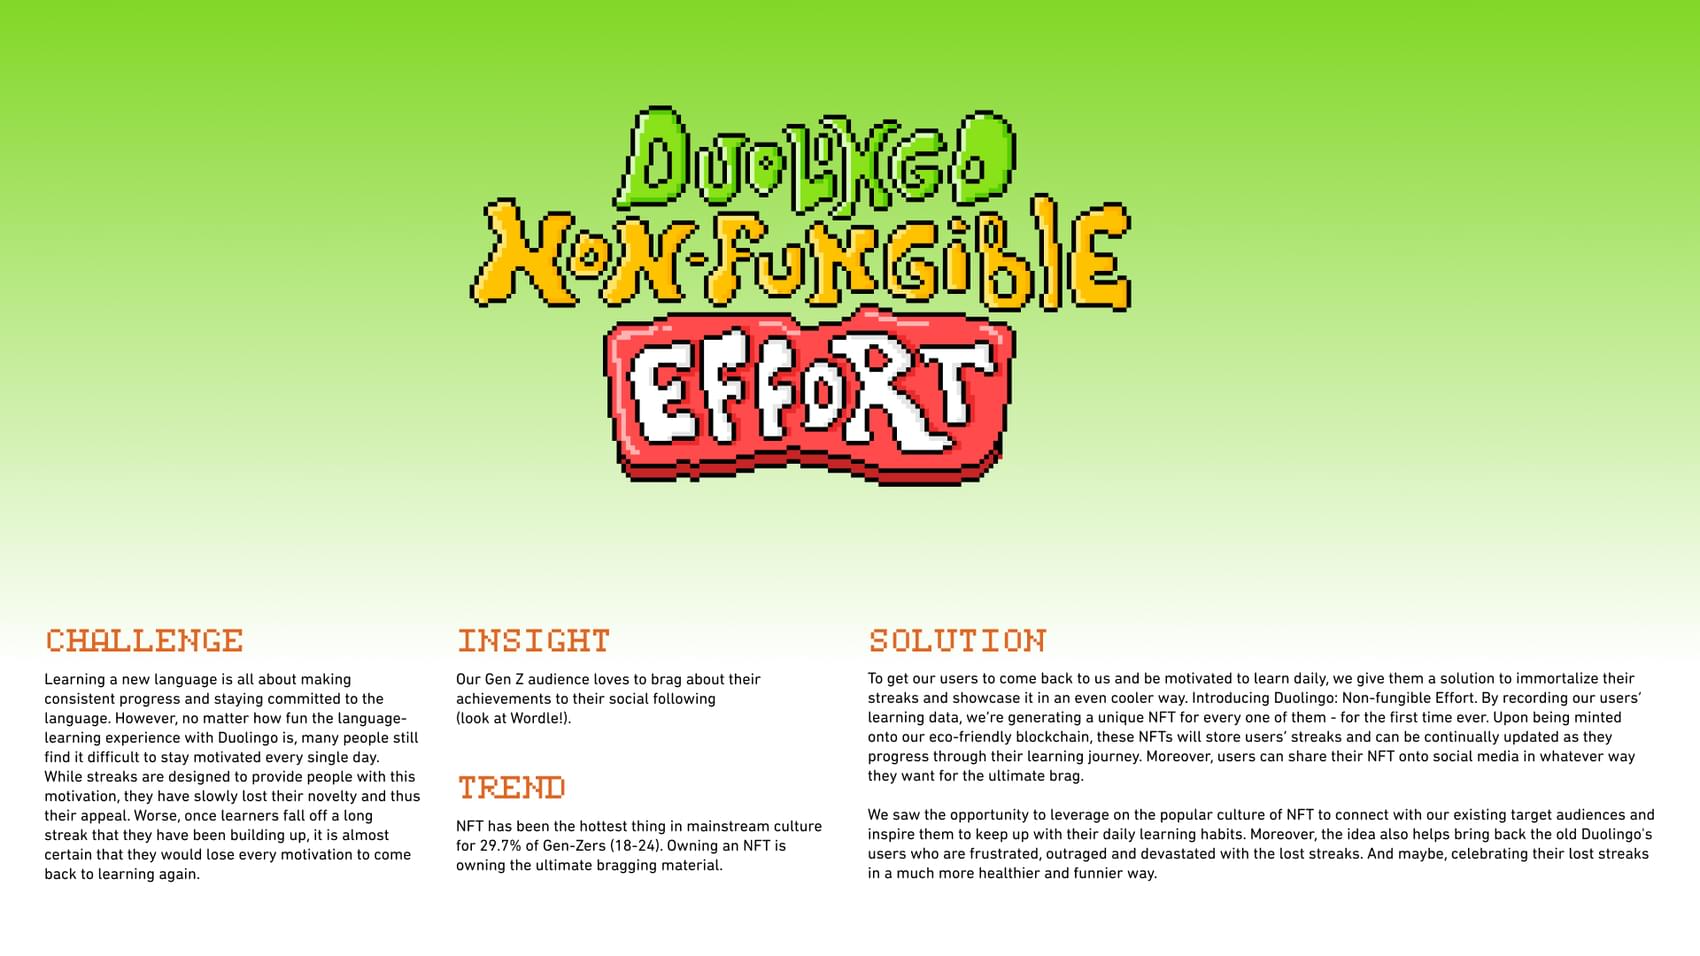 DUOLINGO
NON-FUNGIBLE
EFFORT
CHALLENGE
Learning a new language is all about making
consistent progress and staying committed to the
language. However, no matter how fun the language-
learning experience with Duolingo is, many people still
find it difficult to stay motivated every single day.
While streaks are designed to provide people with this
motivation, they have slowly lost their novelty and thus
their appeal. Worse, once learners fall off a long
streak that they have been building up, it is almost
certain that they would lose every motivation to come
back to learning again.
INSIGHT
Our Gen Z audience loves to brag about their
achievements to their social following
(look at Wordle!).
TREND
NFT has been the hottest thing in mainstream culture
for 29.7% of Gen-Zers (18-24). Owning an NFT is
owning the ultimate bragging material.
SOLUTION
To get our users to come back to us and be motivated to learn daily, we give them a solution to immortalize their
streaks and showcase it in an even cooler way. Introducing Duolingo: Non-fungible Effort. By recording our users’
learning data, we’re generating a unique NFT for every one of them - for the first time ever. Upon being minted
onto our eco-friendly blockchain, these NFTs will store users’ streaks and can be continually updated as they
progress through their learning journey. Moreover, users can share their NFT onto social media in whatever way
they want for the ultimate brag.
We saw the opportunity to leverage on the popular culture of NFT to connect with our existing target audiences and
inspire them to keep up with their daily learning habits. Moreover, the idea also helps bring back the old Duolingo's
users who are frustrated, outraged and devastated with the lost streaks. And maybe, celebrating their lost streaks
in a much more healthier and funnier way.